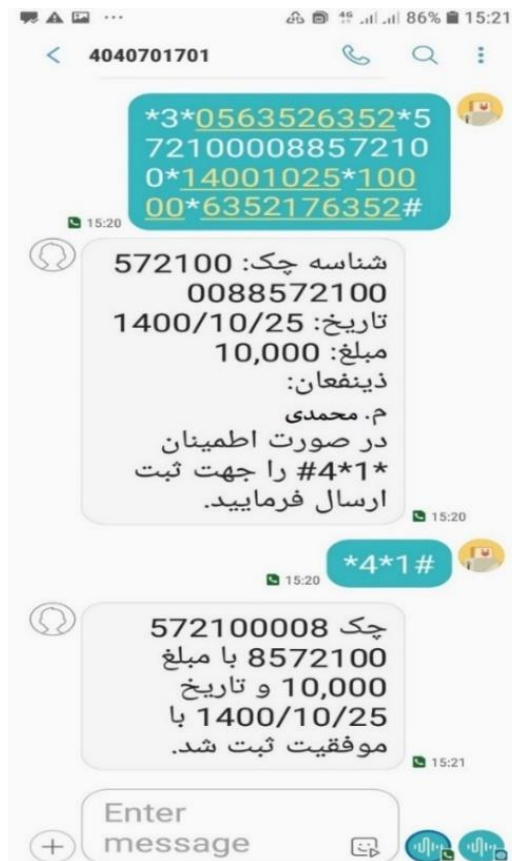 ... 4G 86% 15:21
4040701701
*3*0563526352*5
72100008857210
0*14001025*100
00*6352176352#
15:20
شناسه چک: 572100
0088572100
تاریخ: 1400/10/25
مبلغ: 10,000
ذینفعان:
م. محمدی
در صورت اطمینان
*1*4# را جهت ثبت
ارسال فرمایید.
15:20
*4*1#
15:20
چک 572100008
8572100 با مبلغ
10,000 و تاریخ
1400/10/25 با
موفقیت ثبت شد.
15:21
Enter
message